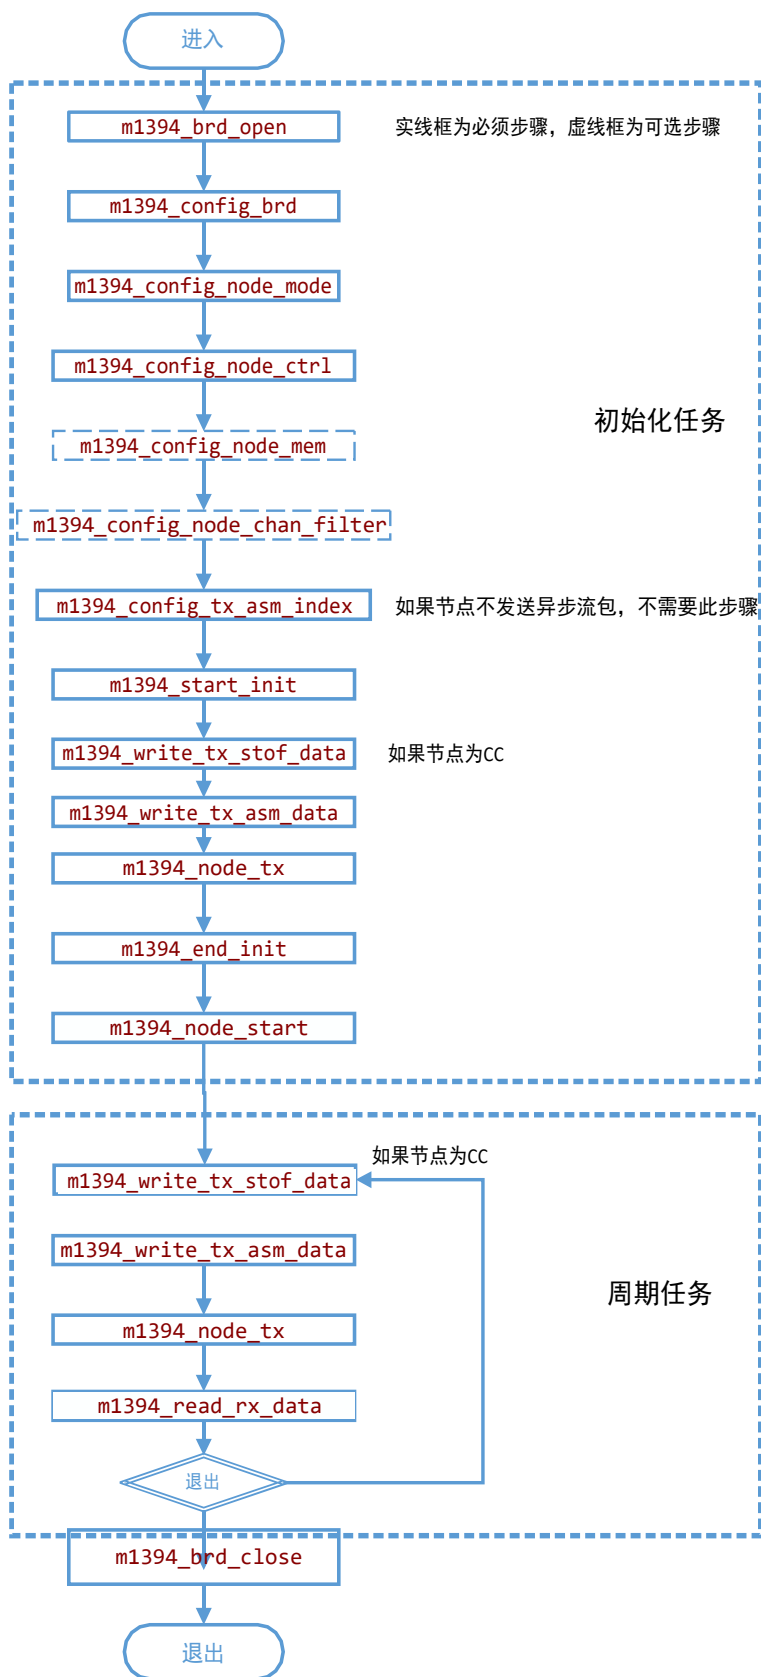 进入
m1394_brd_open
实线框为必须步骤，虚线框为可选步骤
m1394_config_brd
m1394_config_node_mode
m1394_config_node_ctrl
初始化任务
m1394_config_node_mem
m1394_config_node_chan_filter
m1394_config_tx_asm_index
如果节点不发送异步流包，不需要此步骤
m1394_start_init
m1394_write_tx_stof_data
如果节点为CC
m1394_write_tx_asm_data
m1394_node_tx
m1394_end_init
m1394_node_start
如果节点为CC
m1394_write_tx_stof_data
m1394_write_tx_asm_data
周期任务
m1394_node_tx
m1394_read_rx_data
退出
m1394_brd_close
退出